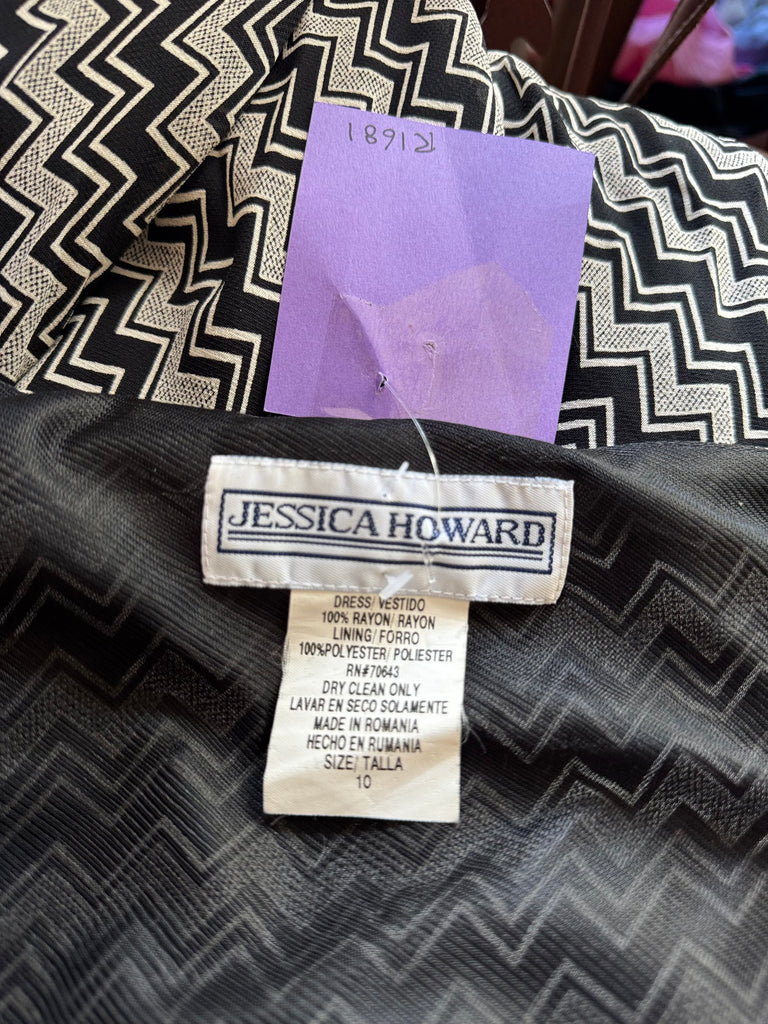 R1681
JESSICA HOWARD
DRESS/ VESTIDO
100% RAYON/ RAYON
LINING/ FORRO
100%POLYESTER/ POLIESTER
RN#70643
DRY CLEAN ONLY
LAVAR EN SECO SOLAMENTE
MADE IN ROMANIA
HECHO EN RUMANIA
SIZE/ TALLA
10